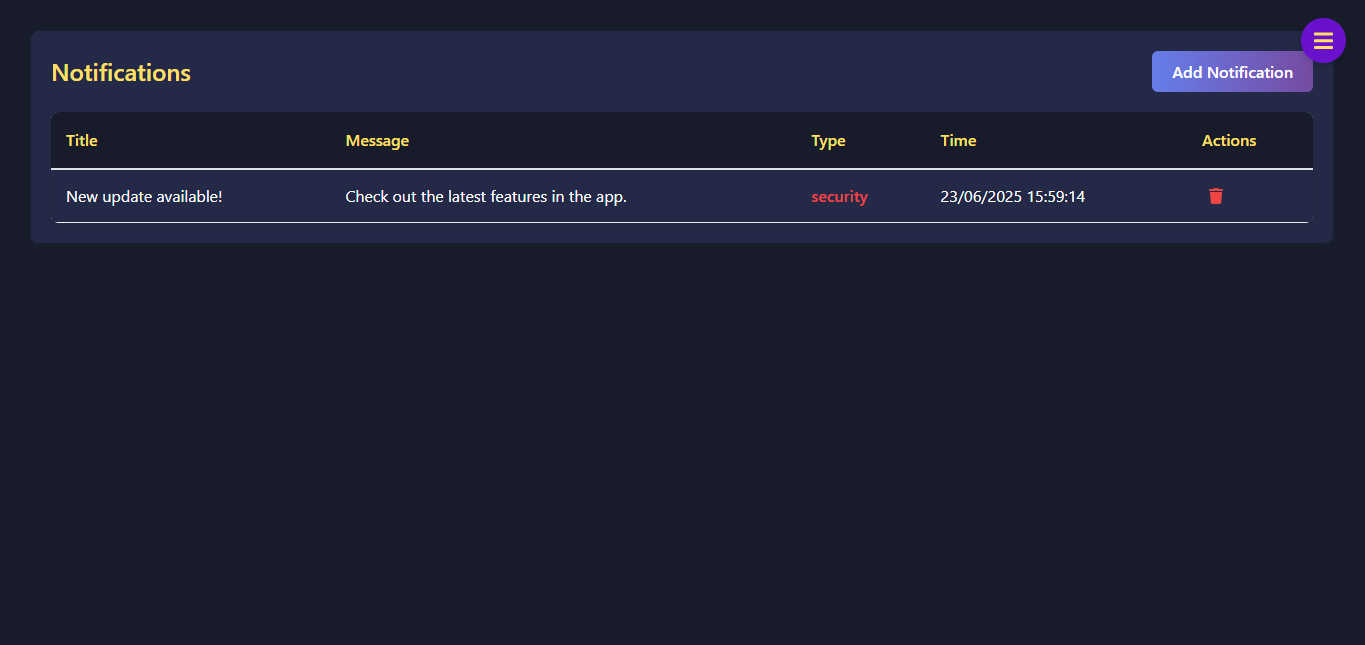 Notifications
Add Notification
Title Message Type Time Actions
New update available! Check out the latest features in the app. security 23/06/2025 15:59:14